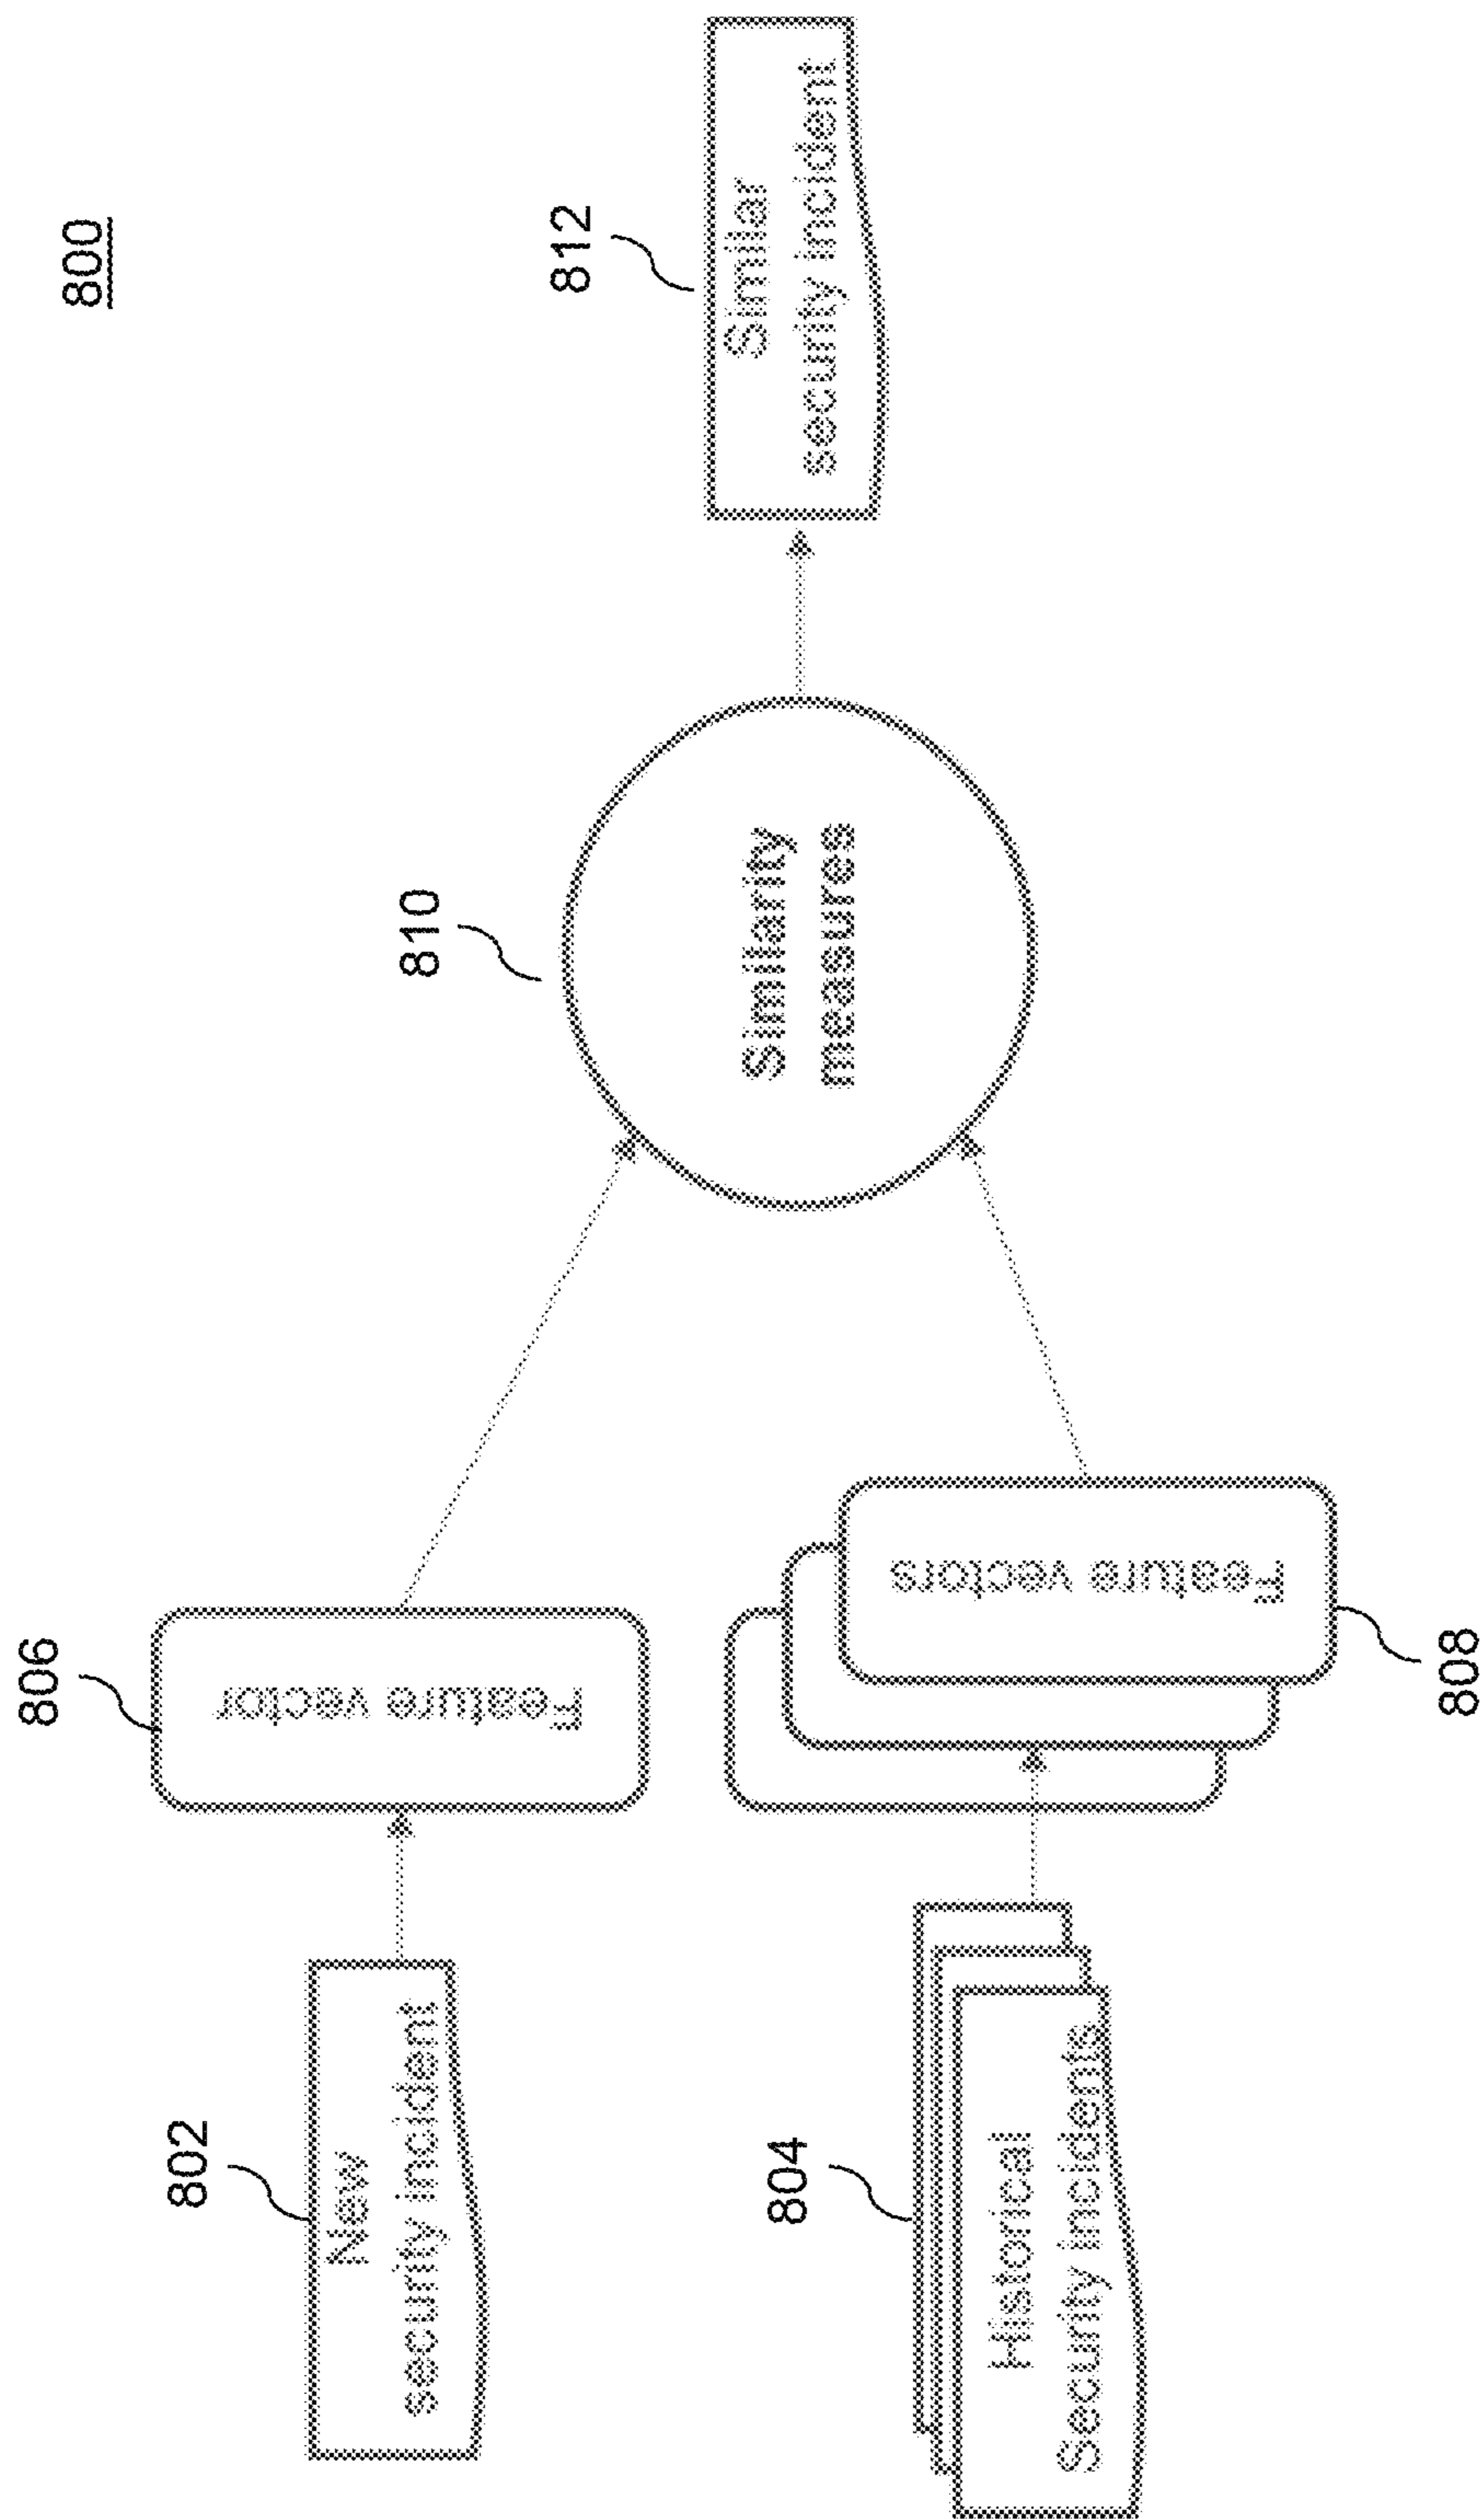 800
802
New
security incident
806
Feature vector
804
Historical
Security Incidents
Feature vectors
808
810
Similarity
measures
812
Similar
security incident